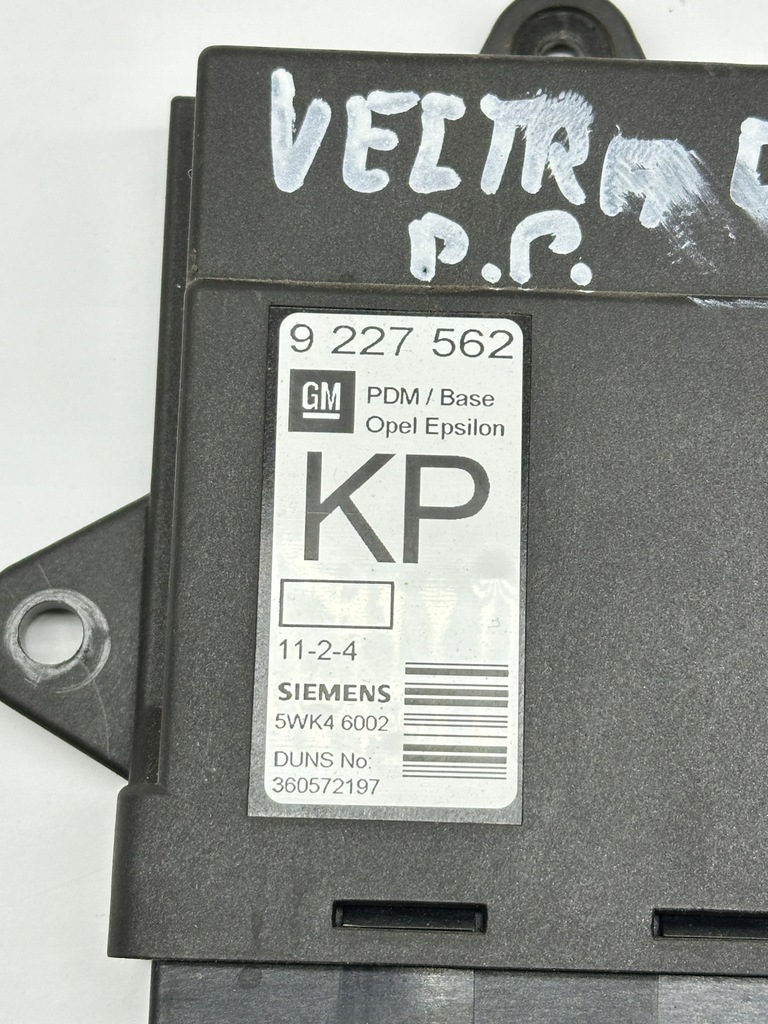 VECTRA C
P.P.
9 227 562
GM
PDM / Base
Opel Epsilon
KP
11-2-4
SIEMENS
5WK4 6002
DUNS No:
360572197